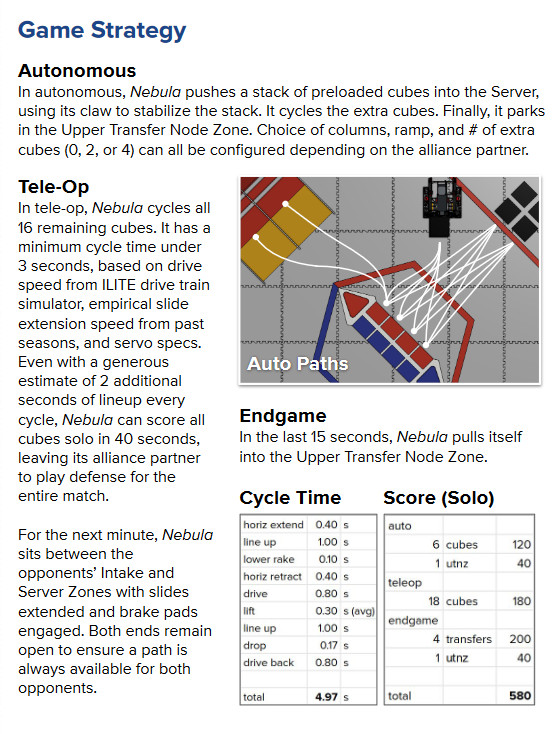 Game Strategy
Autonomous
In autonomous, Nebula pushes a stack of preloaded cubes into the Server,
using its claw to stabilize the stack. It cycles the extra cubes. Finally, it parks
in the Upper Transfer Node Zone. Choice of columns, ramp, and # of extra
cubes (0, 2, or 4) can all be configured depending on the alliance partner.
Tele-Op
In tele-op, Nebula cycles all
16 remaining cubes. It has a
minimum cycle time under
3 seconds, based on drive
speed from ILITE drive train
simulator, empirical slide
extension speed from past
seasons, and servo specs.
Even with a generous
estimate of 2 additional
seconds of lineup every
cycle, Nebula can score all
cubes solo in 40 seconds,
leaving its alliance partner
to play defense for the
entire match.
For the next minute, Nebula
sits between the
opponents' Intake and
Server Zones with slides
extended and brake pads
engaged. Both ends remain
open to ensure a path is
always available for both
opponents.
Auto Paths
Endgame
In the last 15 seconds, Nebula pulls itself
into the Upper Transfer Node Zone.
Cycle Time
horiz extend 0.40 s
line up 1.00 s
lower rake 0.10 s
horiz retract 0.40 s
drive 0.80 s
lift 0.30 s (avg)
line up 1.00 s
drop 0.17 s
drive back 0.80 s
total 4.97 s
Score (Solo)
auto
6 cubes 120
1 utnz 40
teleop
18 cubes 180
endgame
4 transfers 200
1 utnz 40
total 580